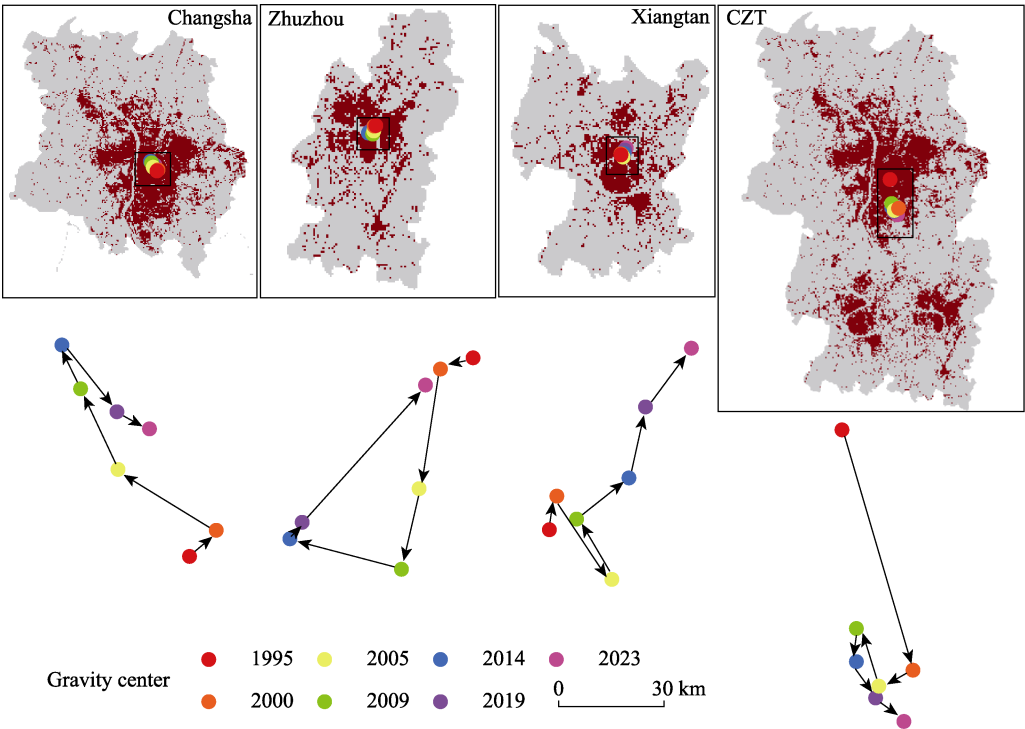 Changsha
Zhuzhou
Xiangtan
CZT
1995
2005
2014
2023
Gravity center
2000
2009
2019
0
30 km